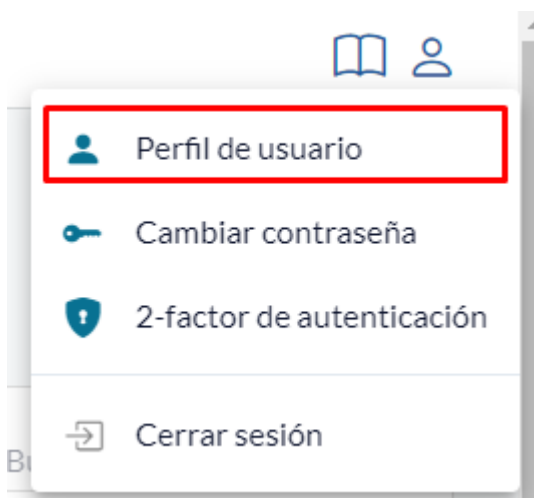 Perfil de usuario
Cambiar contraseña
2-factor de autenticación
Cerrar sesión